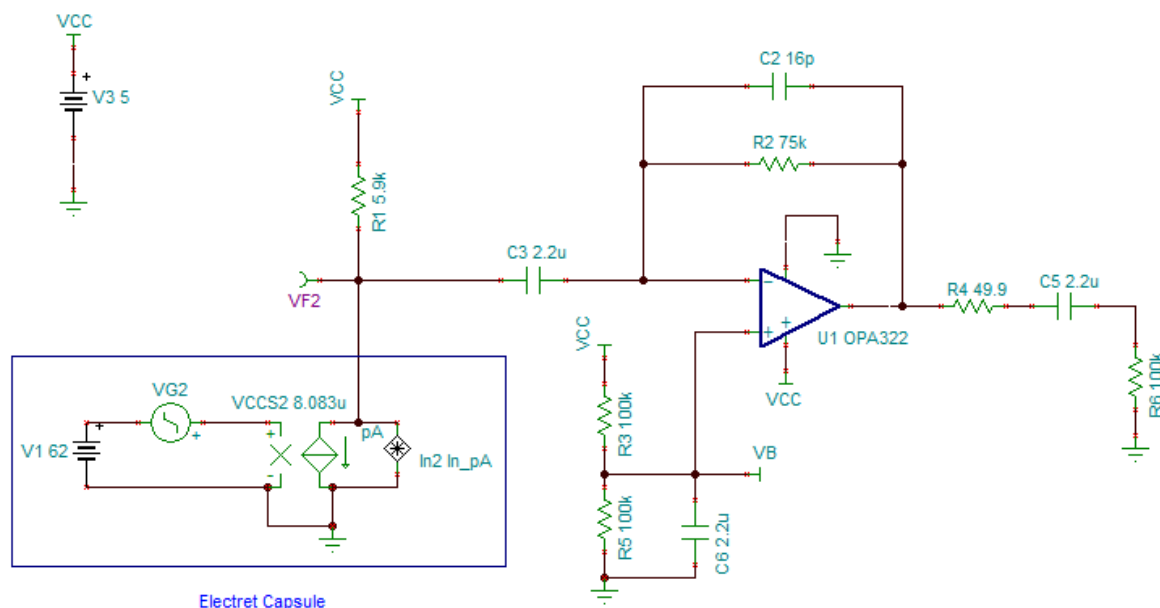 VCC
V3 5
+
VCC
R1 5.9k
VF2
C3 2.2u
C2 16p
R2 75k
-
+
+
U1 OPA322
VCC
R4 49.9
C5 2.2u
R6 100k
VCC
R3 100k
VB
R5 100k
C6 2.2u
VG2
+
V1 62
+
VCCS2 8.083u
+
-
pA
In2 In_pA
Electret Capsule